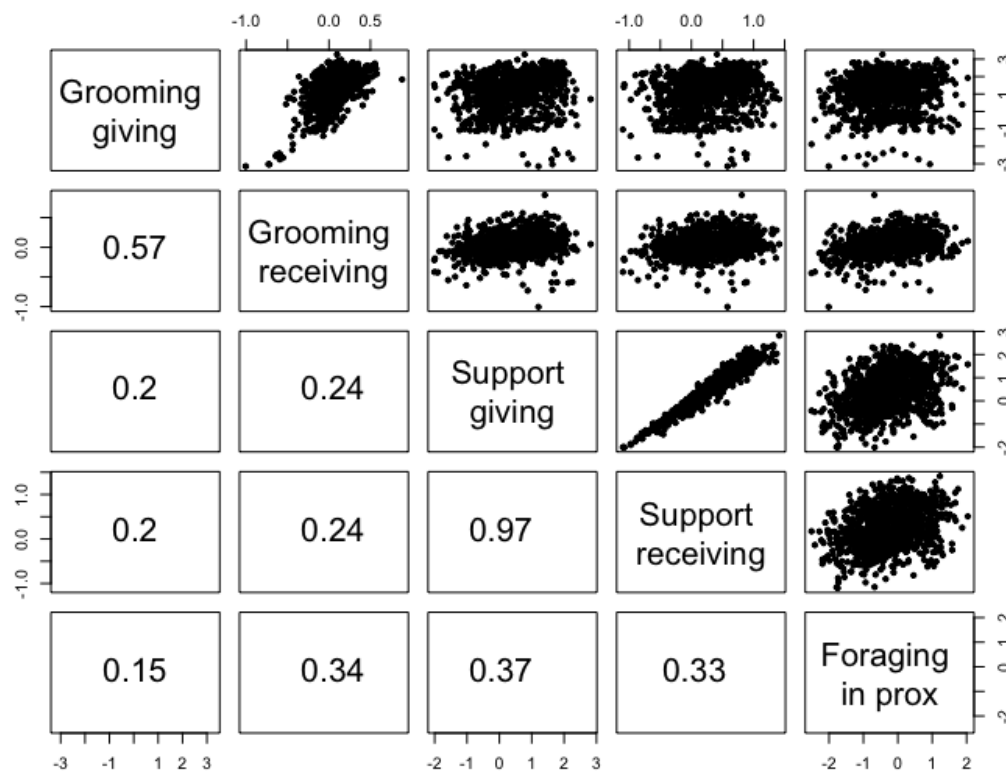 -1.0 0.0 0.5 -1.0 0.0 1.0
Grooming
giving
3
1
-1
-3
0.0
-1.0
0.57
Grooming
receiving
0.2 0.24
Support
giving
3
2
1
0
-2
1.0
0.0
-1.0
0.2 0.24 0.97
Support
receiving
0.15 0.34 0.37 0.33
Foraging
in prox
2
1
0
-2
-3 -1 1 2 3 -2 0 1 2 3 -2 -1 0 1 2